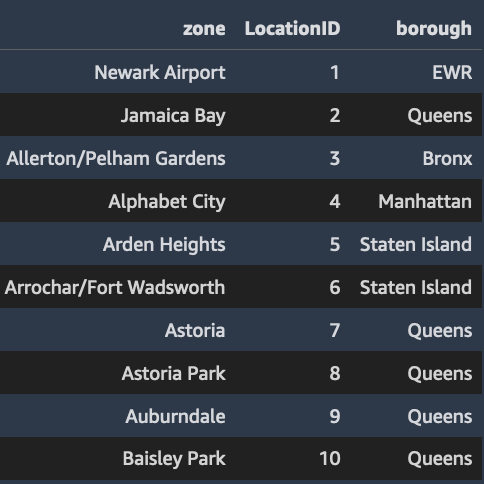 zone LocationID borough
Newark Airport 1 EWR
Jamaica Bay 2 Queens
Allerton/Pelham Gardens 3 Bronx
Alphabet City 4 Manhattan
Arden Heights 5 Staten Island
Arrochar/Fort Wadsworth 6 Staten Island
Astoria 7 Queens
Astoria Park 8 Queens
Auburndale 9 Queens
Baisley Park 10 Queens